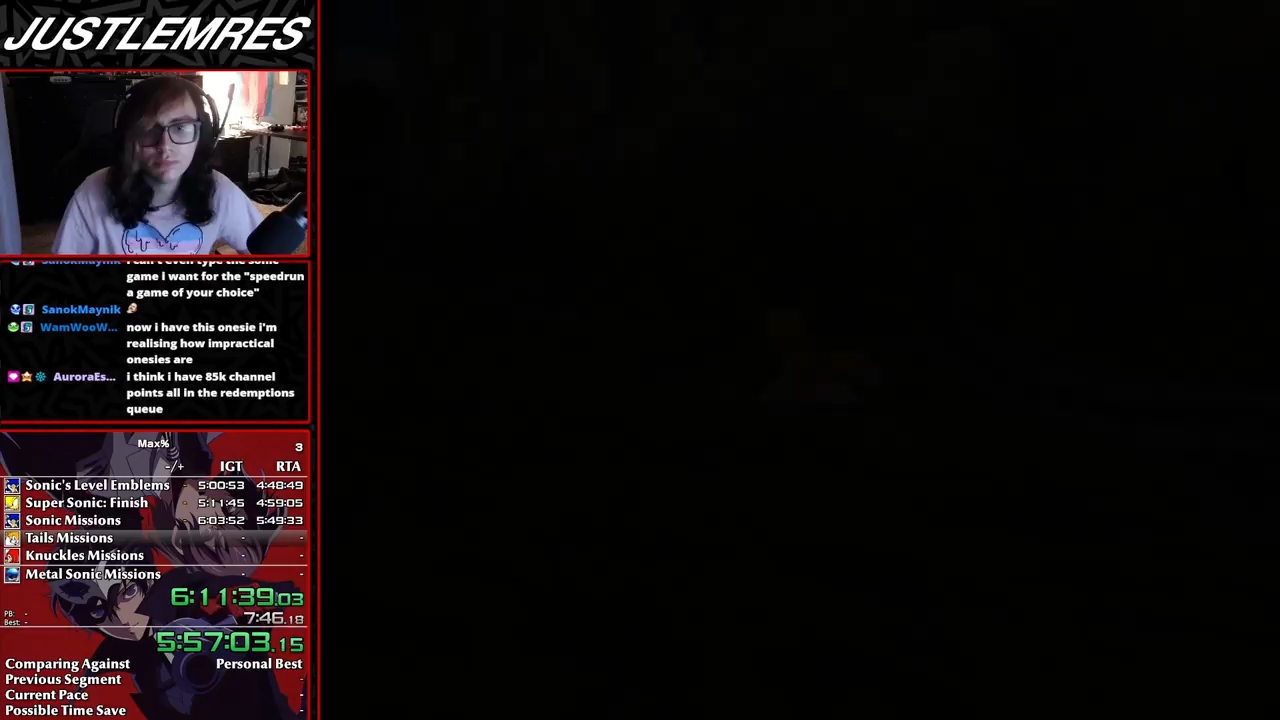 JUSTLEMRES
game i want for the "speedrun
a game of your choice"
SanokMaynik
WamWooW... now i have this onesie i'm
realising how impractical
onesies are
AuroraEs... i think i have 85k channel
points all in the redemptions
queue
Max% 3
-/+ IGT RTA
Sonic's Level Emblems - 5:00:53 4:48:49
Super Sonic: Finish - 5:11:45 4:59:05
Sonic Missions 6:03:52 5:49:33
Tails Missions - -
Knuckles Missions - -
Metal Sonic Missions - -
6:11:39.03
PB: -
7:46.18
Best: -
5:57:03.15
Comparing Against Personal Best
Previous Segment -
Current Pace -
Possible Time Save -